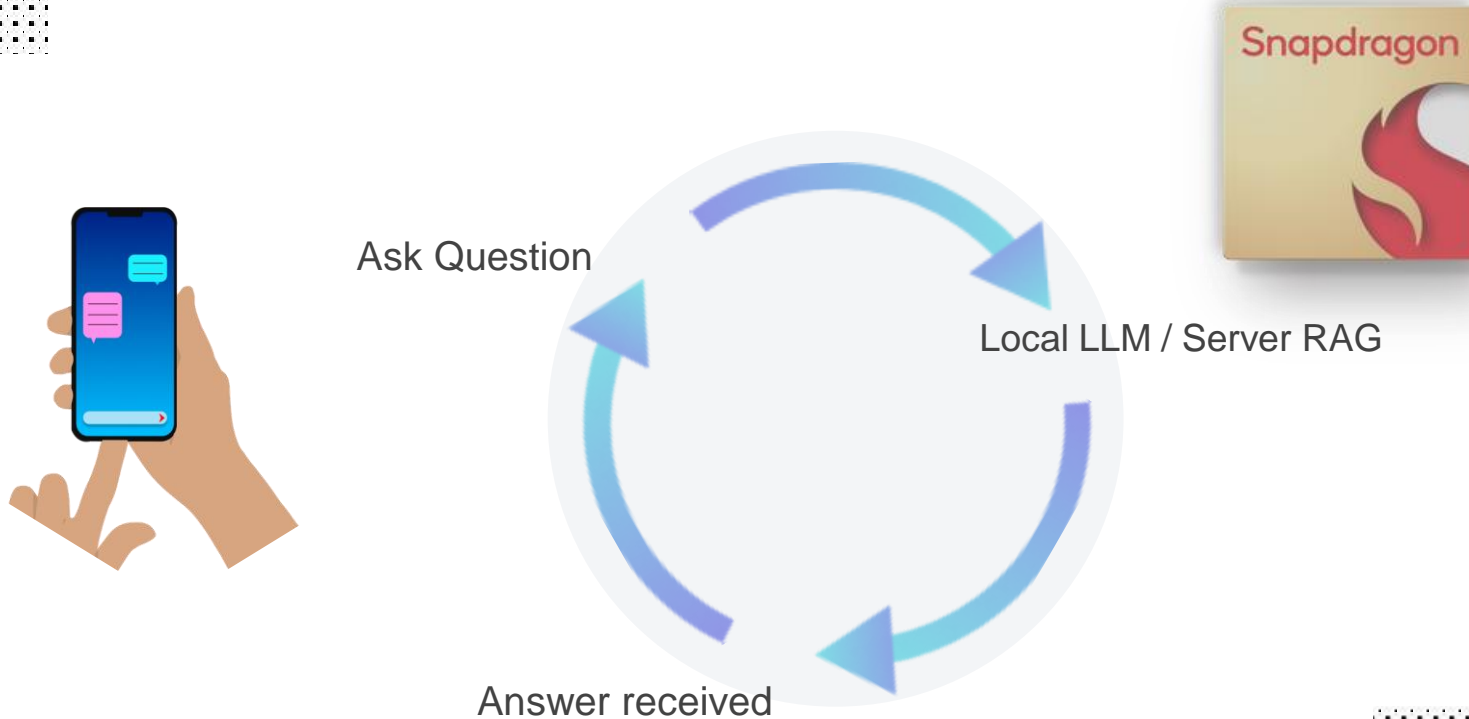 Snapdragon
Ask Question
Local LLM / Server RAG
Answer received